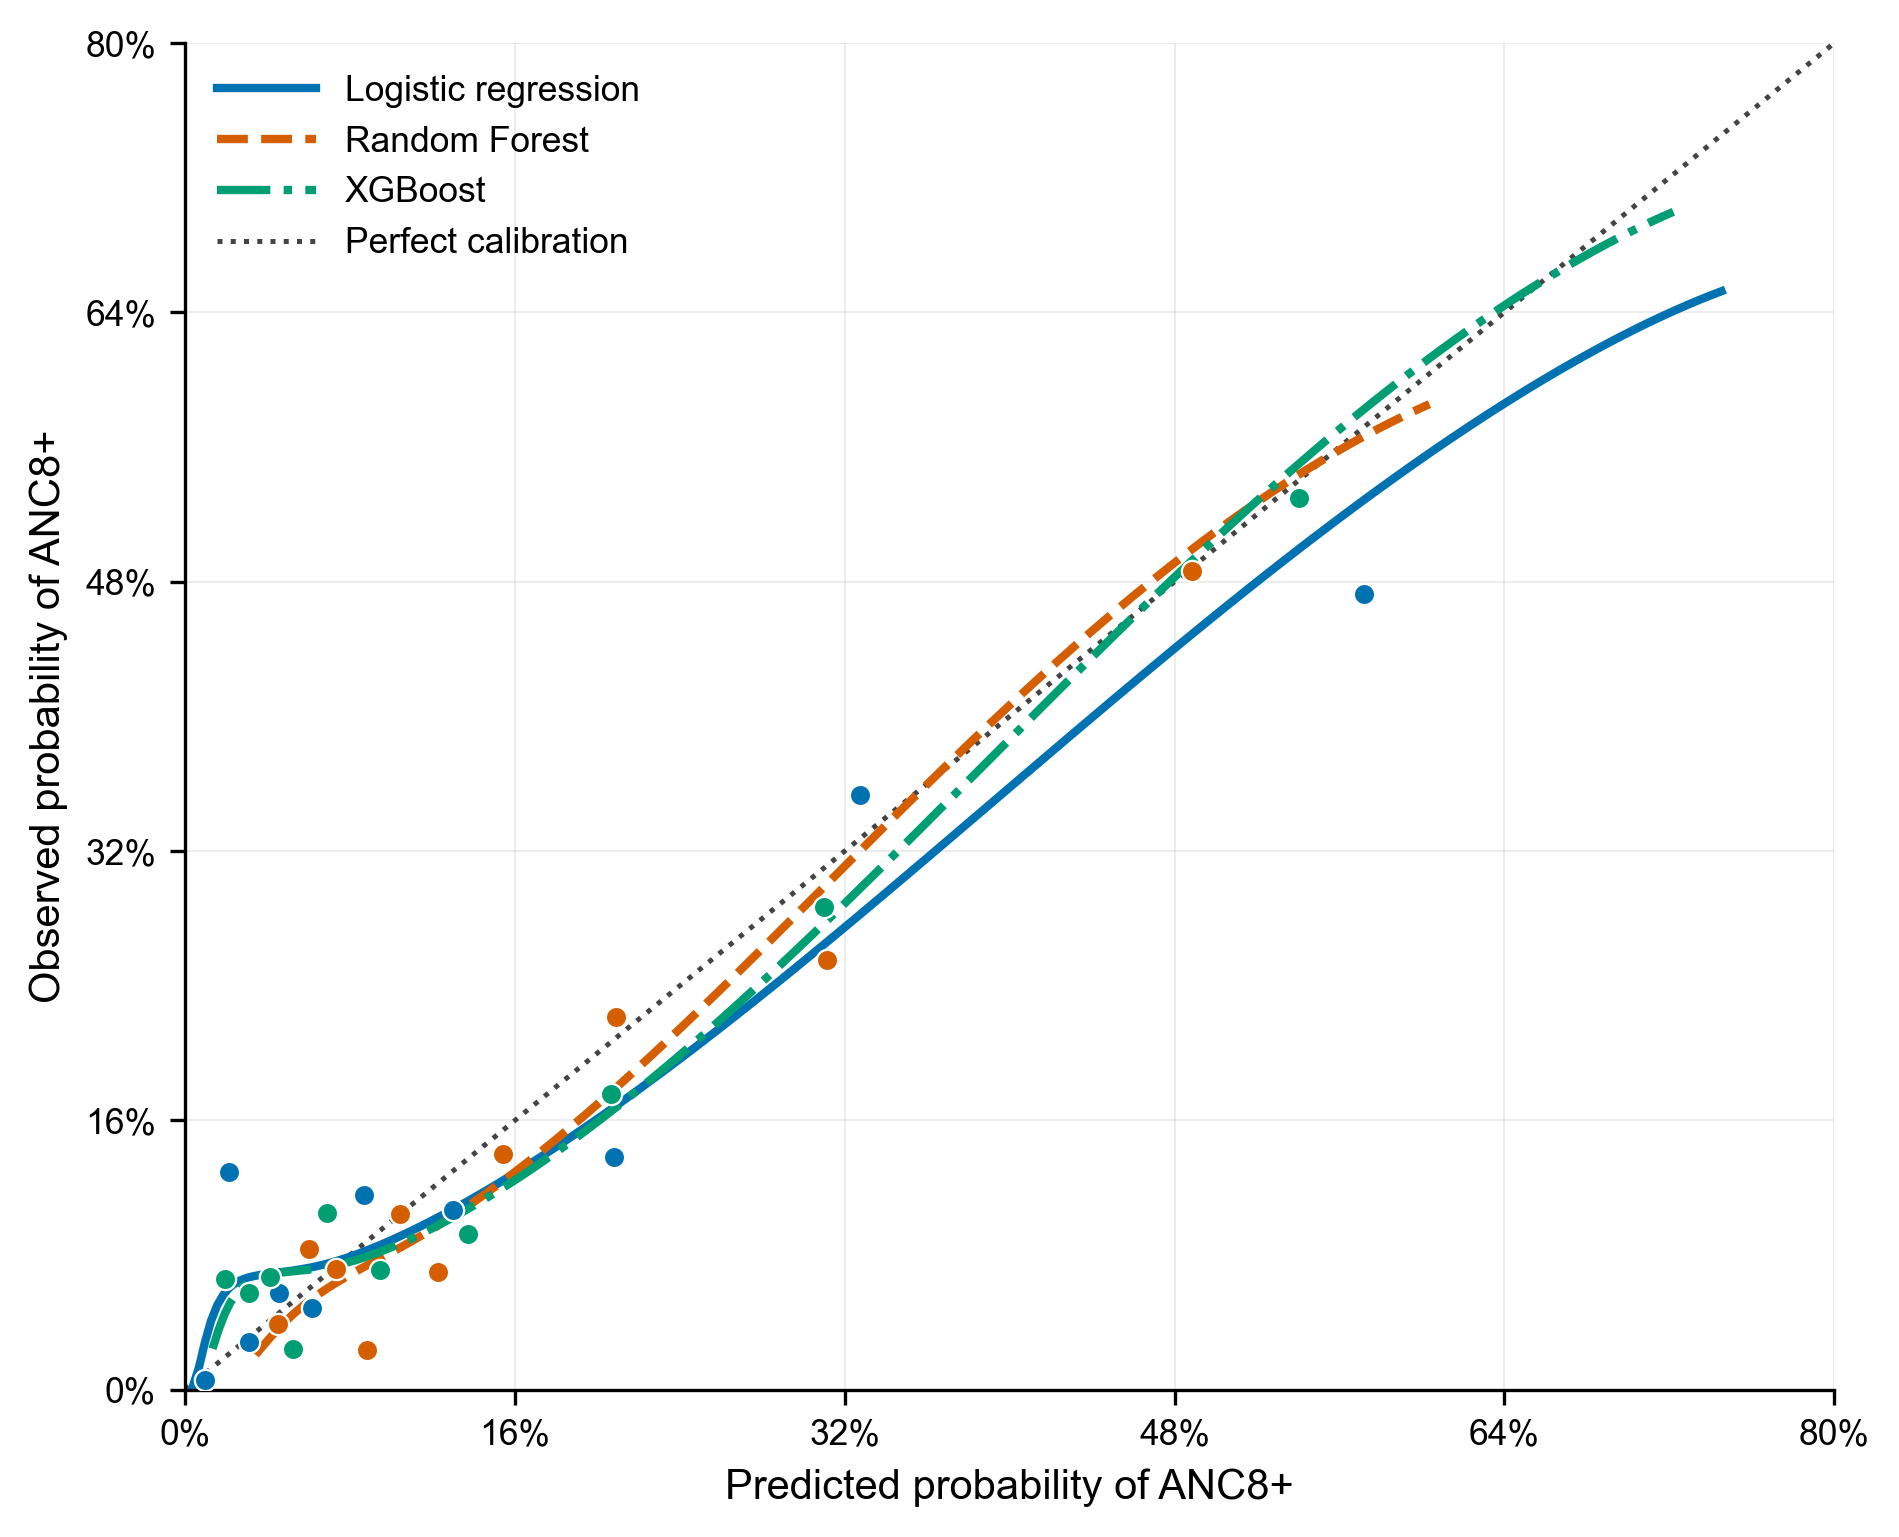 80%
64%
48%
32%
16%
0%
Observed probability of ANC8+
Logistic regression
Random Forest
XGBoost
Perfect calibration
0% 16% 32% 48% 64% 80%
Predicted probability of ANC8+